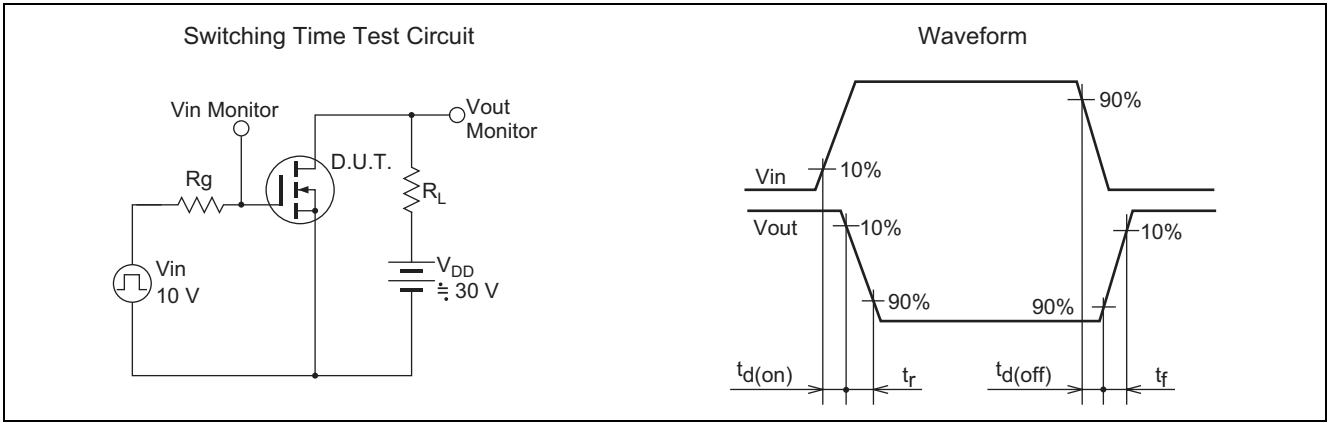 Switching Time Test Circuit
Vin Monitor
Vout
Monitor
D.U.T.
Rg
RL
Vin
10 V
VDD
≒ 30 V
Waveform
90%
10%
Vin
Vout
10%
10%
90%
90%
td(on)
tr
td(off)
tf